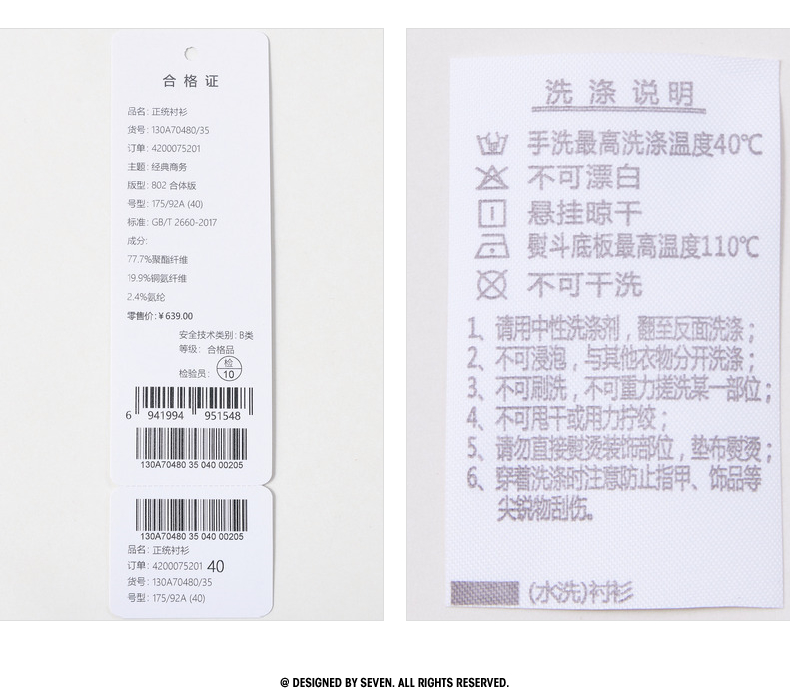 合格证
品名: 正统衬衫
货号: 130A70480/35
订单: 4200075201
主题: 经典商务
版型: 802 合体版
号型: 175/92A (40)
标准: GB/T 2660-2017
成分:
77.7%聚酯纤维
19.9%铜氨纤维
2.4%氨纶
零售价: ¥ 639.00
安全技术类别: B类
等级: 合格品
检验员: 检 10
6 941994 951548
130A70480 35 040 00205
130A70480 35 040 00205
品名: 正统衬衫
订单: 4200075201 40
货号: 130A70480/35
号型: 175/92A (40)
洗涤说明
手洗最高洗涤温度40℃
不可漂白
悬挂晾干
熨斗底板最高温度110℃
不可干洗
1、请用中性洗涤剂，翻至反面洗涤；
2、不可浸泡，与其他衣物分开洗涤；
3、不可刷洗，不可重力搓洗某一部位；
4、不可甩干或用力拧绞；
5、请勿直接熨烫装饰部位，垫布熨烫；
6、穿着洗涤时注意防止指甲、饰品等
尖锐物刮伤。
(水洗)衬衫
@ DESIGNED BY SEVEN. ALL RIGHTS RESERVED.